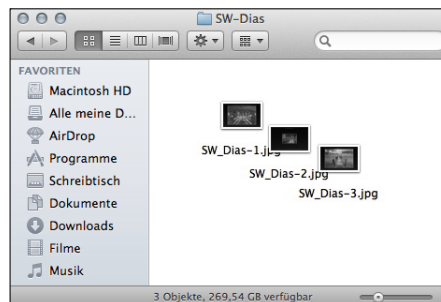 SW-Dias
FAVORITEN
Macintosh HD
Alle meine D...
AirDrop
Programme
Schreibtisch
Dokumente
Downloads
Filme
Musik
SW_Dias-1.jpg
SW_Dias-2.jpg
SW_Dias-3.jpg
3 Objekte, 269,54 GB verfügbar